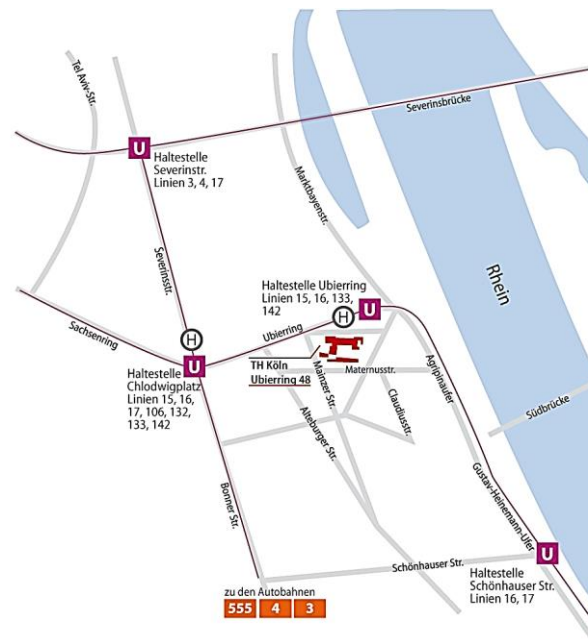 Tel Aviv-Str.
Severinsbrücke
U
Haltestelle
Severinstr.
Linien 3, 4, 17
Marktbayenstr.
Severinsstr.
Rhein
Haltestelle Ubierring
Linien 15, 16, 133,
142
U
H
Ubierring
Sachsenring
H
U
Haltestelle
Chlodwigplatz
Linien 15, 16,
17, 106, 132,
133, 142
TH Köln
Ubierring 48
Mainzer Str.
Maternusstr.
Agripinaufer
Claudiusstr.
Alteburger Str.
Südbrücke
Bonner Str.
Gustav-Heinemann-Ufer
U
Schönhauser Str.
Haltestelle
Schönhauser Str.
Linien 16, 17
zu den Autobahnen
555 4 3